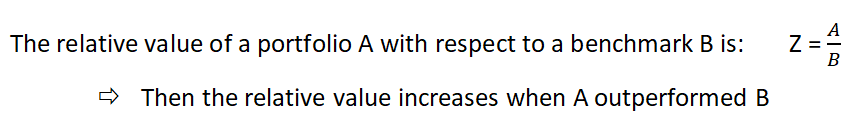 The relative value of a portfolio A with respect to a benchmark B is: Z = A/B
⇨ Then the relative value increases when A outperformed B